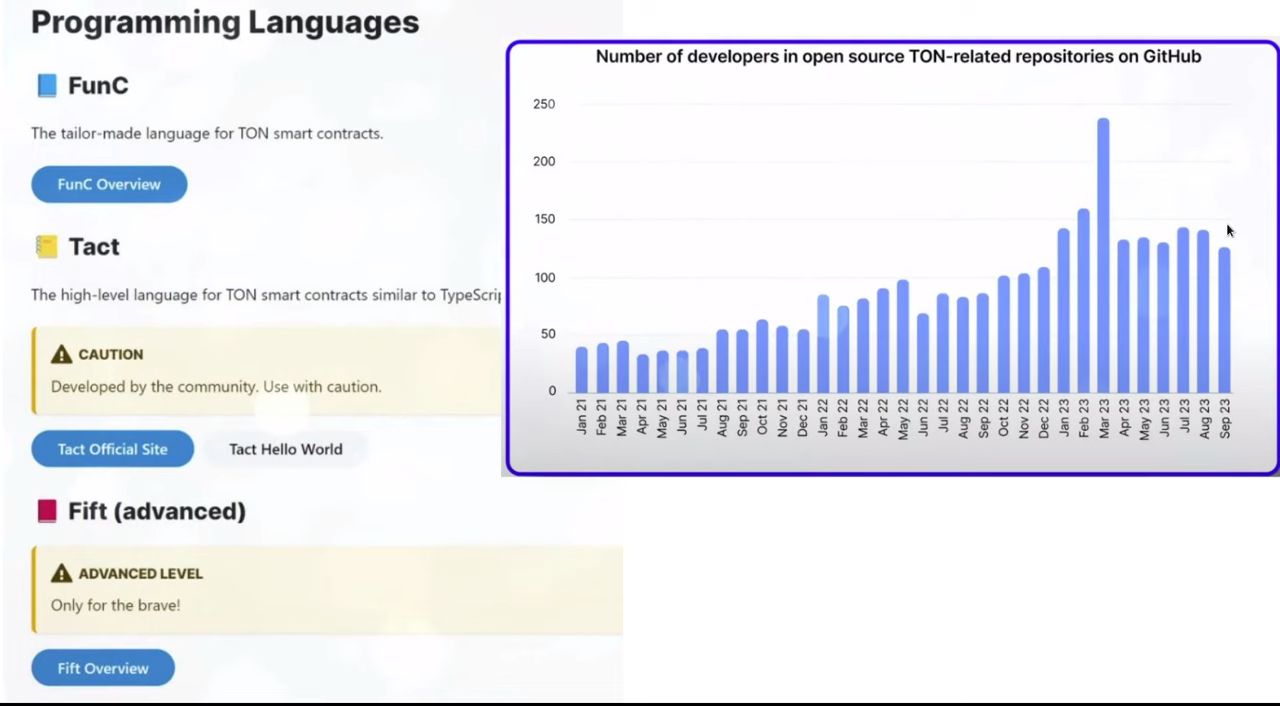 Programming Languages
FunC
The tailor-made language for TON smart contracts.
FunC Overview
Tact
The high-level language for TON smart contracts similar to
CAUTION
Developed by the community. Use with caution.
Tact Official Site
Tact Hello World
Fift (advanced)
ADVANCED LEVEL
Only for the brave!
Fift Overview
Number of developers in open source TON-related repositories on GitHub
250
200
150
100
50
0
Jan 21
Feb 21
Mar 21
Apr 21
May 21
Jun 21
Jul 21
Aug 21
Sep 21
Oct 21
Nov 21
Dec 21
Jan 22
Feb 22
Mar 22
Apr 22
May 22
Jun 22
Jul 22
Aug 22
Sep 22
Oct 22
Nov 22
Dec 22
Jan 23
Feb 23
Mar 23
Apr 23
May 23
Jun 23
Jul 23
Aug 23
Sep 23